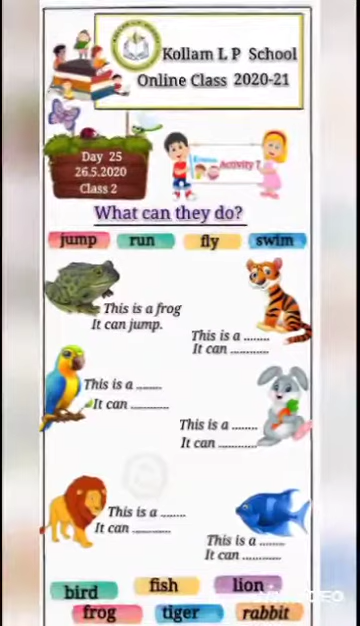 Kollam L P School
Online Class 2020-21
Day 25
26.5.2020
Class 2
Activity 7
What can they do?
jump run fly swim
This is a frog
It can jump.
This is a ........
It can ............
This is a ........
It can ............
This is a ........
It can ............
This is a ........
It can ............
This is a ........
It can ............
bird fish lion
frog tiger rabbit